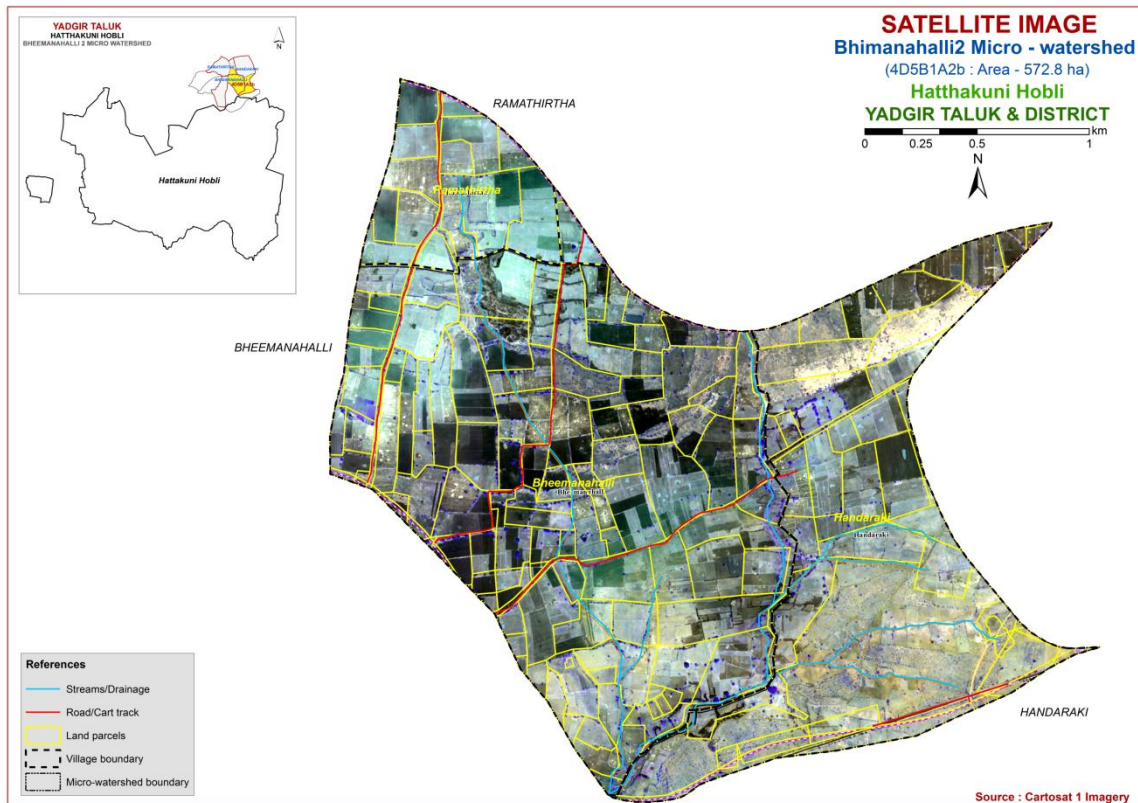 YADGIR TALUK
HATTHAKUNI HOBLI
BHEEMANAHALLI 2 MICRO WATERSHED
N
RAMATHIRTHA
Hattakuni Hobli
SATELLITE IMAGE
Bhimanahalli2 Micro - watershed
(4D5B1A2b : Area - 572.8 ha)
Hatthakuni Hobli
YADGIR TALUK & DISTRICT
km
0 0.25 0.5 1
N
RAMATHIRTHA
Ramathirtha
BHEEMANAHALLI
Bheemanahalli
Handaraki
Handaraki
HANDARAKI
References
Streams/Drainage
Road/Cart track
Land parcels
Village boundary
Micro-watershed boundary
Source : Cartosat 1 Imagery